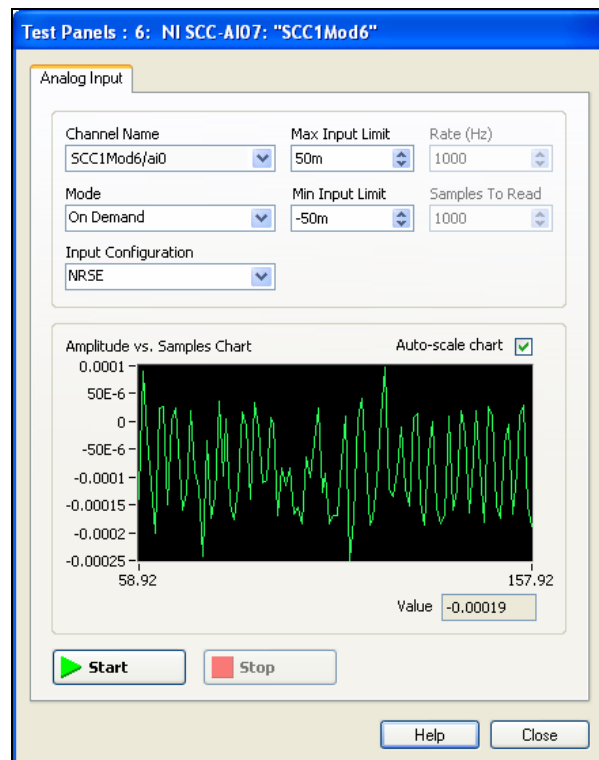 Test Panels : 6: NI SCC-AI07: "SCC1Mod6"
Analog Input
Channel Name
Max Input Limit
Rate (Hz)
SCC1Mod6/ai0
50m
1000
Mode
Min Input Limit
Samples To Read
On Demand
-50m
1000
Input Configuration
NRSE
Amplitude vs. Samples Chart
Auto-scale chart
0.0001
50E-6
0
-50E-6
-0.0001
-0.00015
-0.0002
-0.00025
58.92
157.92
Value
-0.00019
Start
Stop
Help
Close